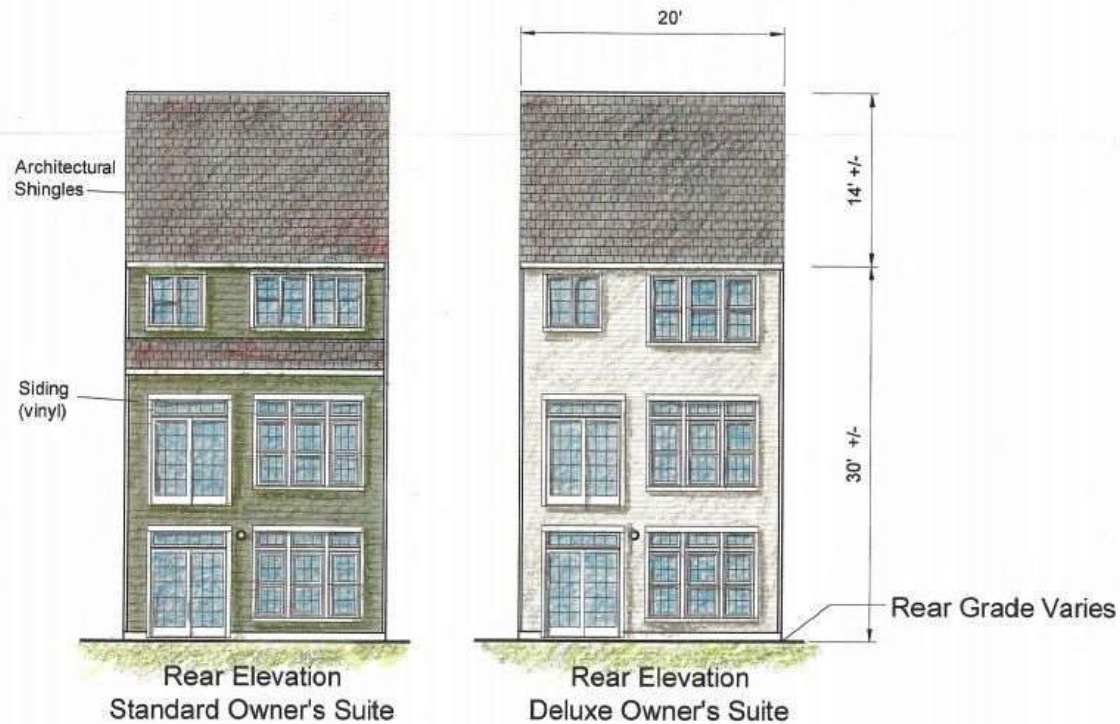 20'
Architectural
Shingles
14' +/-
Siding
(vinyl)
30' +/-
Rear Grade Varies
Rear Elevation
Standard Owner's Suite
Rear Elevation
Deluxe Owner's Suite